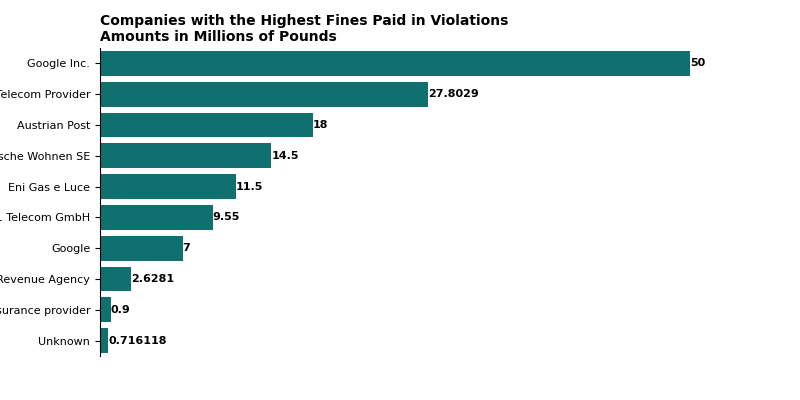 Companies with the Highest Fines Paid in Violations
Amounts in Millions of Pounds
Google Inc. 50
Telecom Provider 27.8029
Austrian Post 18
Wohnen SE 14.5
Eni Gas e Luce 11.5
Telecom GmbH 9.55
Google 7
Revenue Agency 2.6281
provider 0.9
Unknown 0.716118